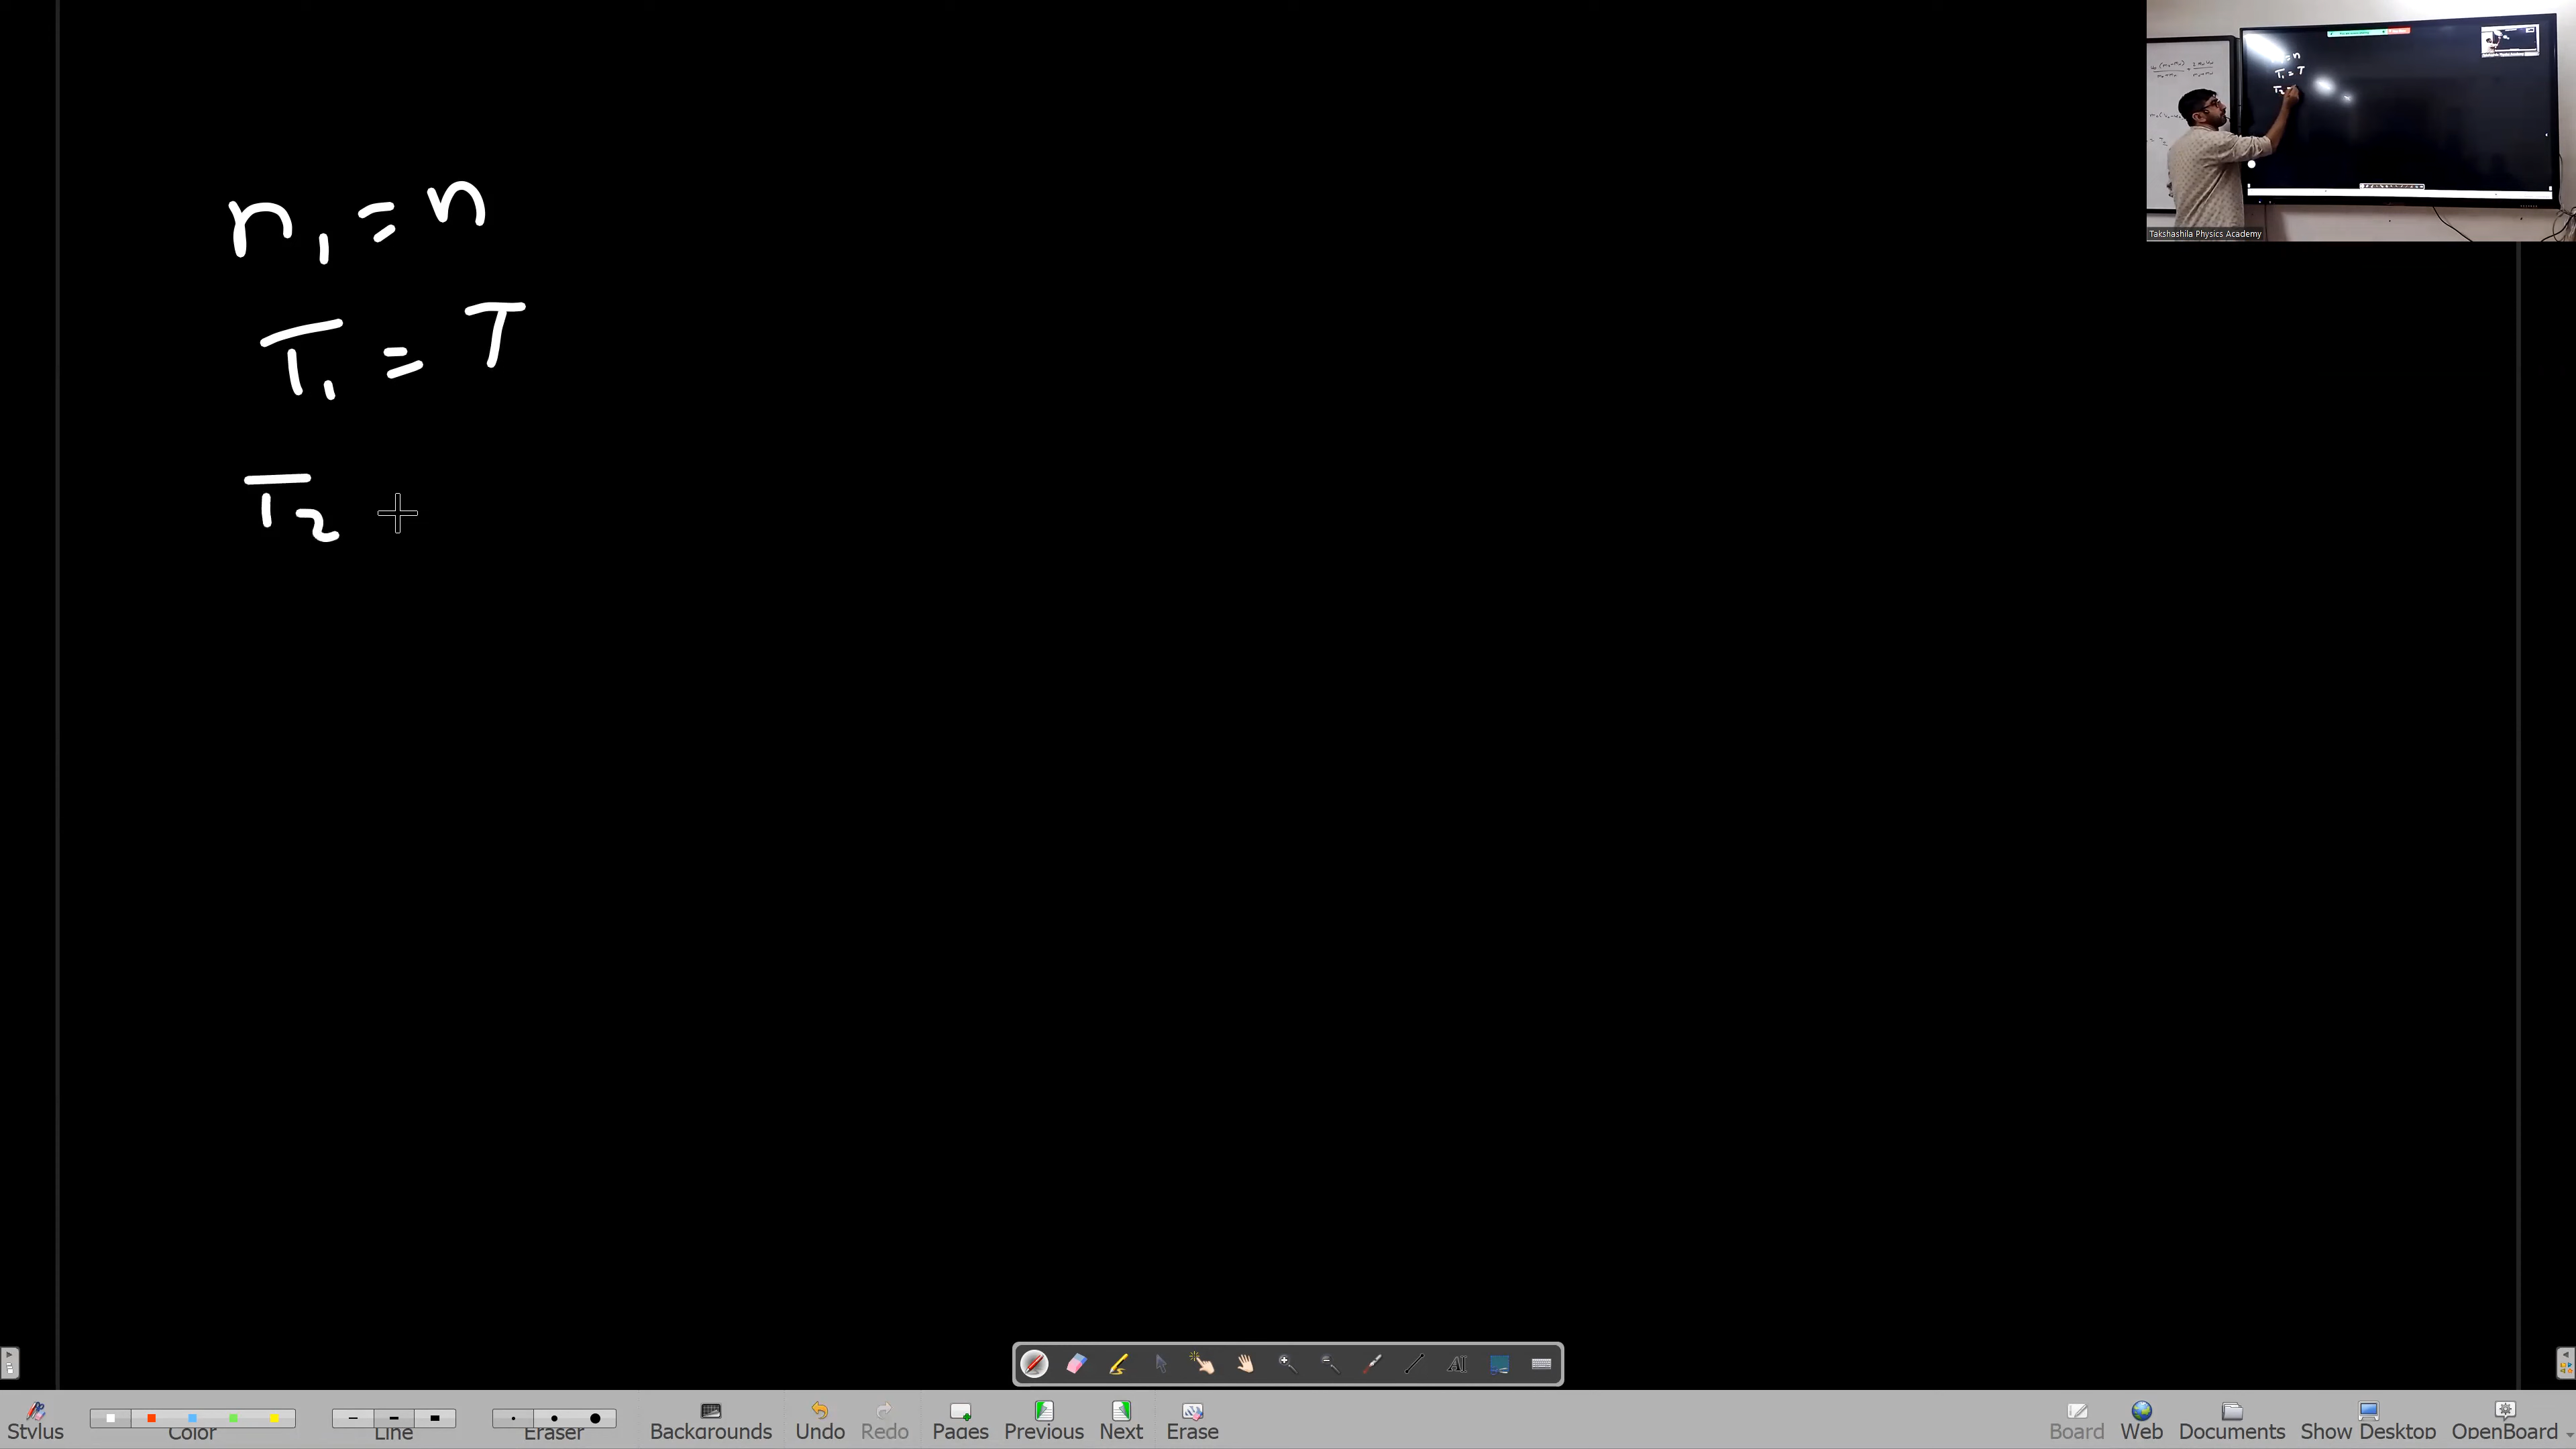 n₁ = n
T₁ = T
T₂
Takshashila Physics Academy
Stylus
Color
Line
Eraser
Backgrounds
Undo
Redo
Pages
Previous
Next
Erase
Board
Web
Documents
Show Desktop
OpenBoard